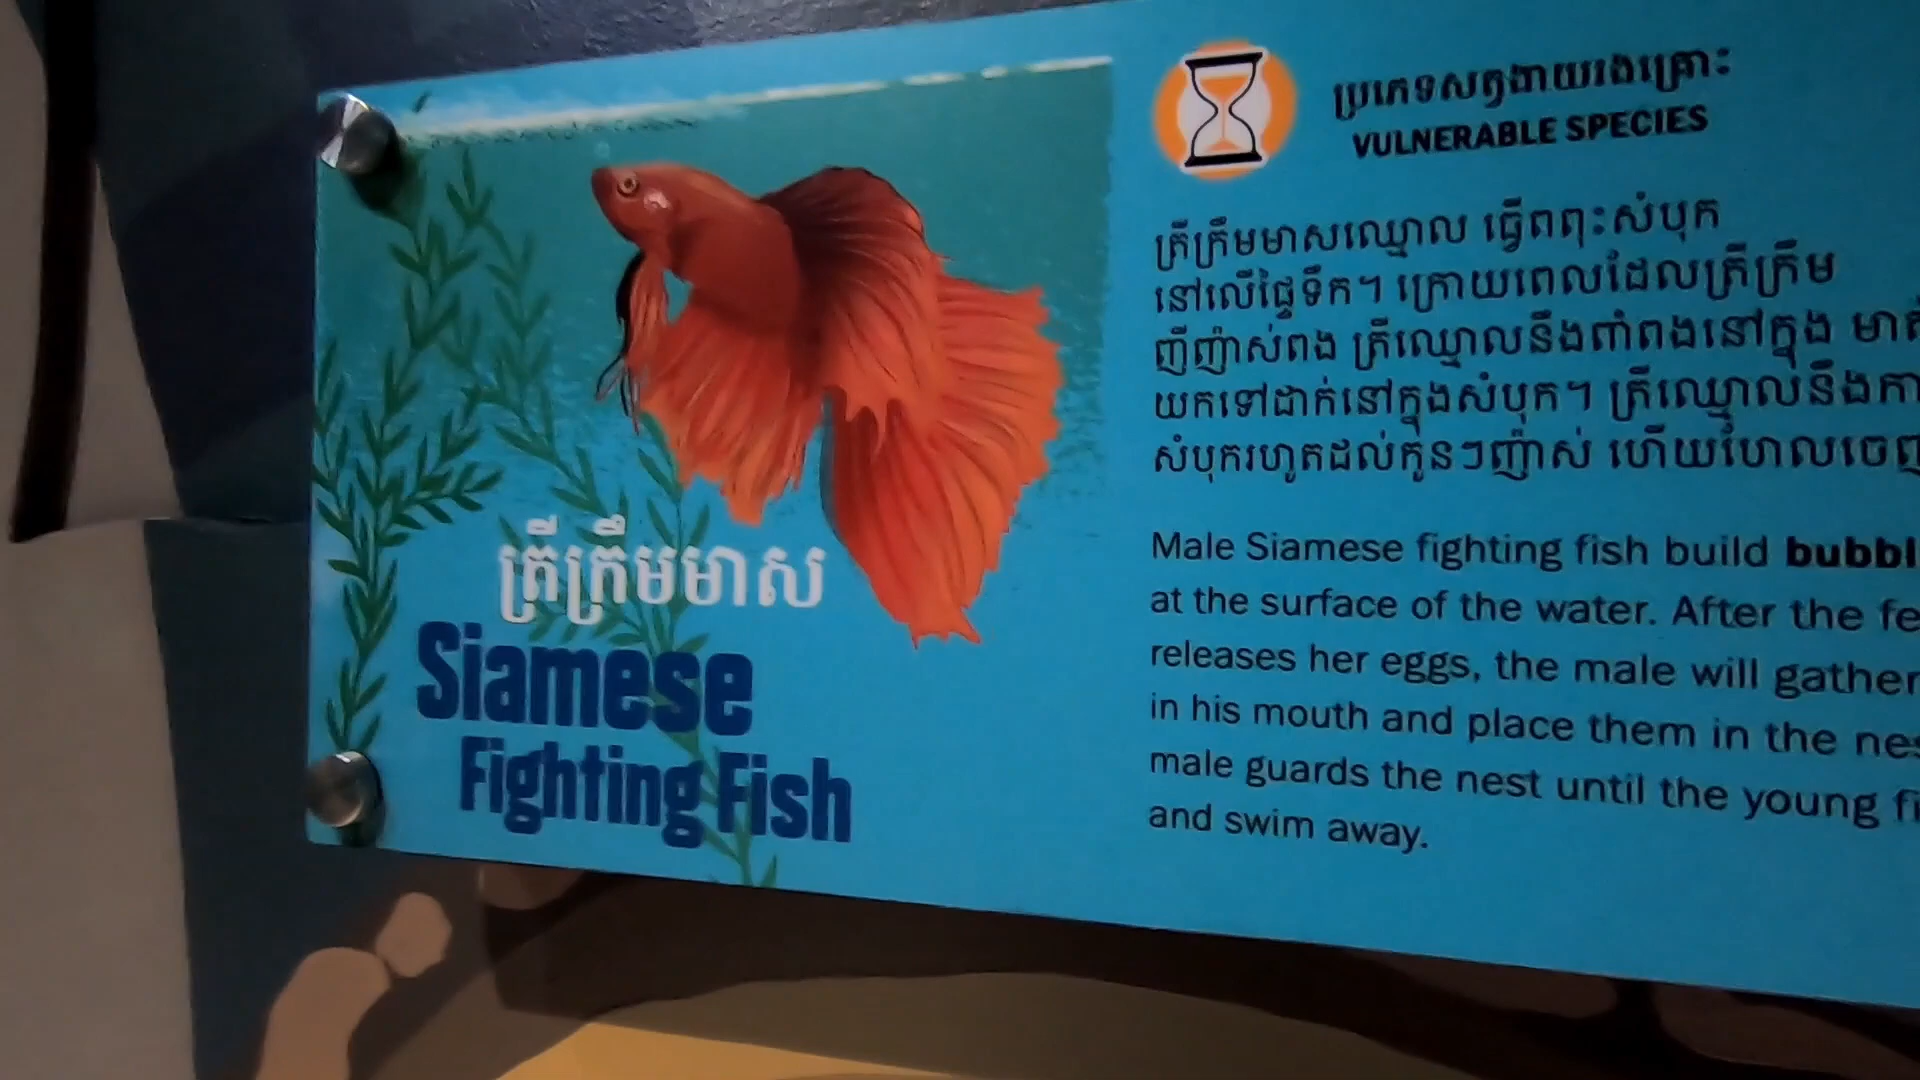 ត្រីក្រឹមមាស
Siamese
Fighting Fish
ប្រភេទសត្វងាយរងគ្រោះ
VULNERABLE SPECIES
ត្រីក្រឹមមាសឈ្មោល ធ្វើពពុះសំបុក
នៅលើផ្ទៃទឹក។ ក្រោយពេលដែលត្រីក្រឹម
ញីញ៉ាស់ពង ត្រីឈ្មោលនឹងពាំពងនៅក្នុង
យកទៅដាក់នៅក្នុងសំបុក។ ត្រីឈ្មោលនឹង
សំបុករហូតដល់កូនៗញ៉ាស់ ហើយហែលចេញ
Male Siamese fighting fish build
at the surface of the water. After the
releases her eggs, the male will gather
in his mouth and place them in the
male guards the nest until the young
and swim away.